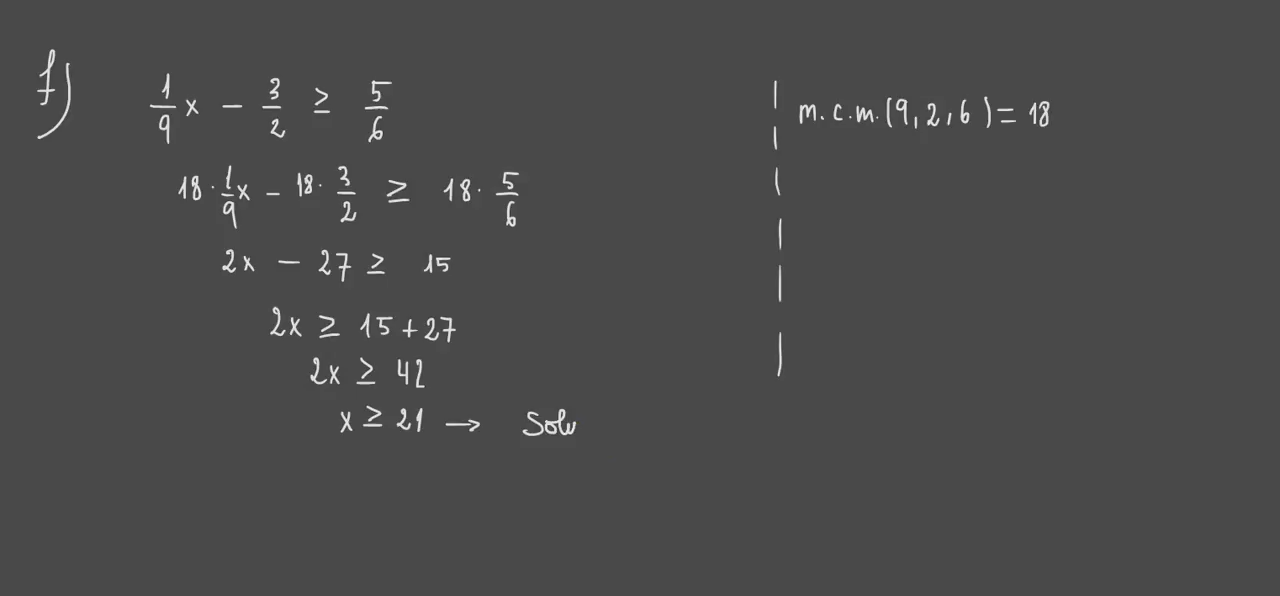 f)
1/9 x - 3/2 ≥ 5/6
m.c.m.(9, 2, 6) = 18
18 · 1/9 x - 18 · 3/2 ≥ 18 · 5/6
2x - 27 ≥ 15
2x ≥ 15 + 27
2x ≥ 42
x ≥ 21 → Solu